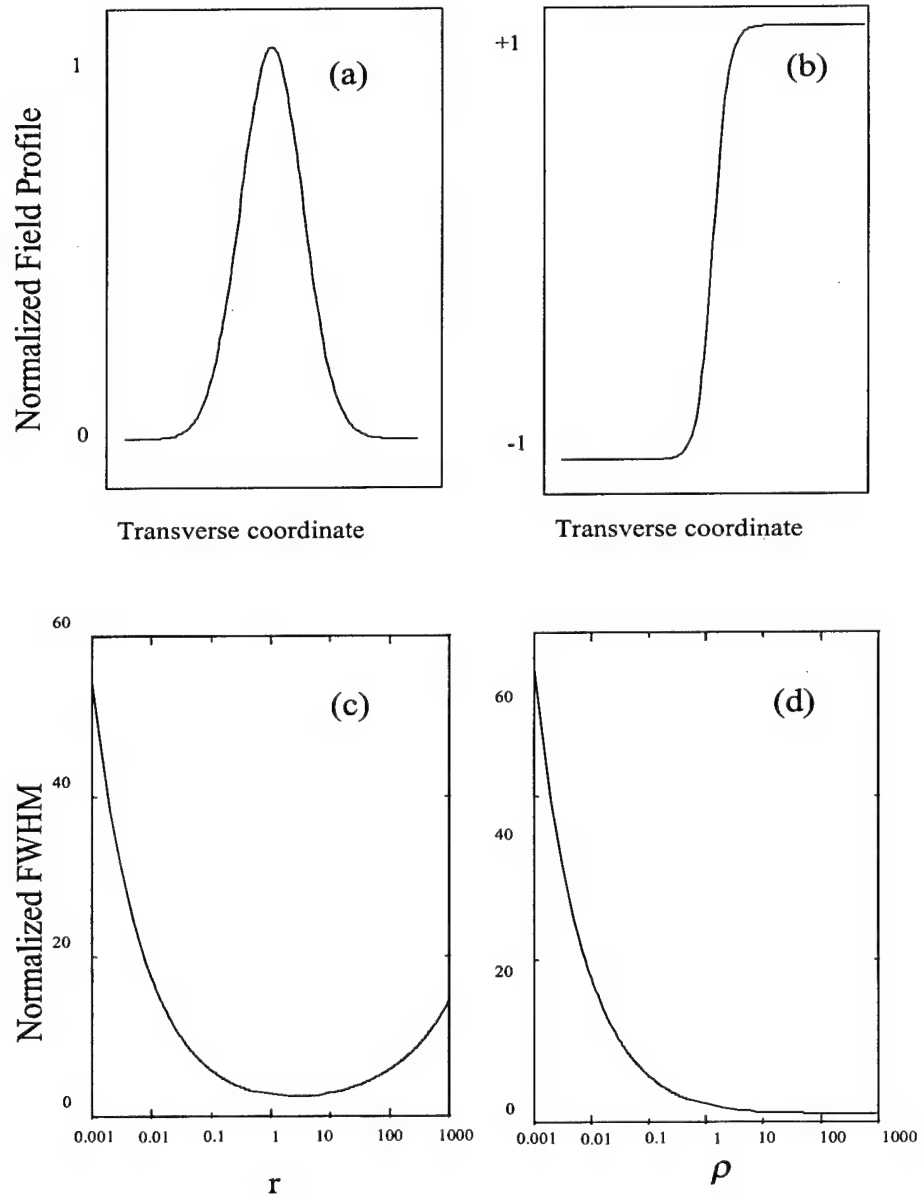 Normalized Field Profile
1
0
(a)
Transverse coordinate
+1
-1
(b)
Transverse coordinate
Normalized FWHM
60
40
20
0
(c)
0.001 0.01 0.1 1 10 100 1000
r
60
40
20
0
(d)
0.001 0.01 0.1 1 10 100 1000
ρ